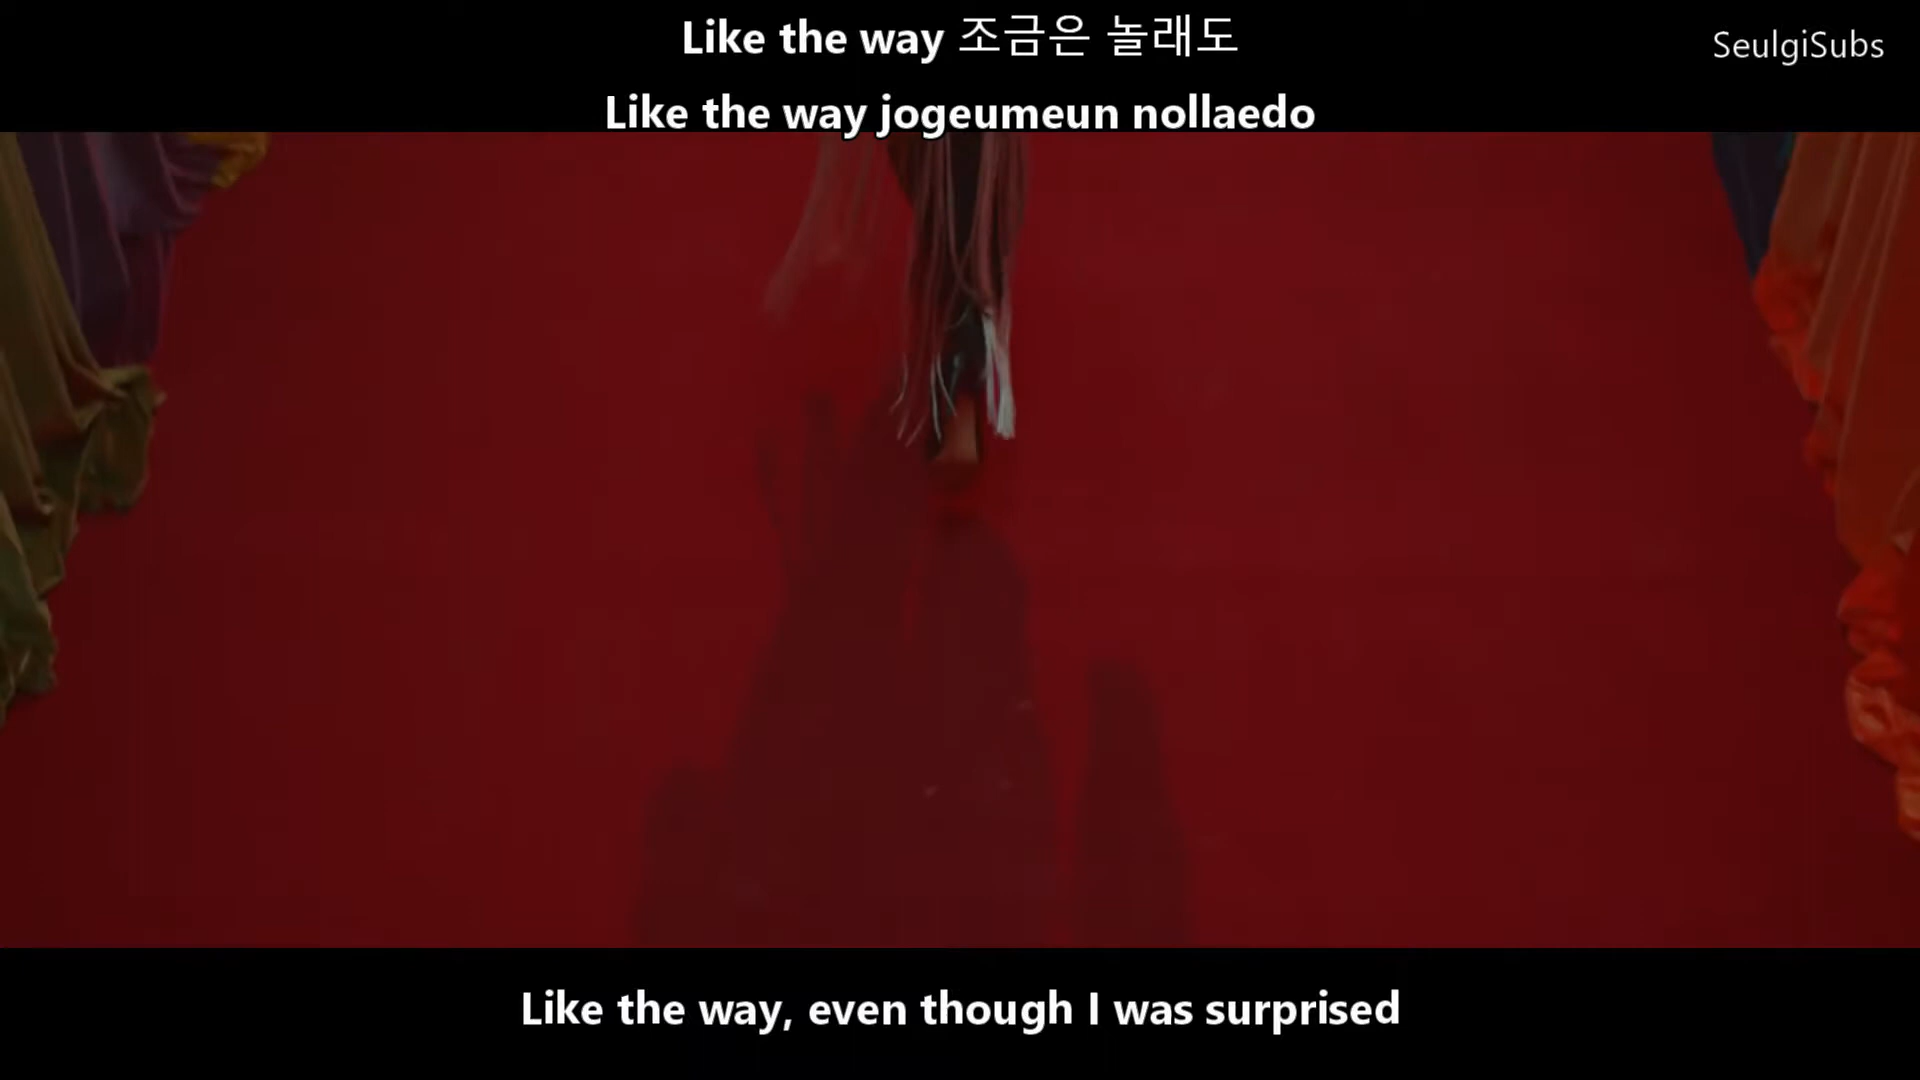 Like the way 조금은 놀래도
SeulgiSubs
Like the way jogeumeun nollaedo
Like the way, even though I was surprised